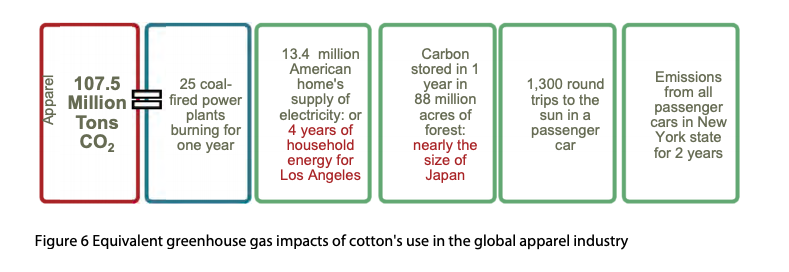 Apparel
107.5
Million
Tons
CO₂
=
25 coal-
fired power
plants
burning for
one year
13.4 million
American
home's
supply of
electricity: or
4 years of
household
energy for
Los Angeles
Carbon
stored in 1
year in
88 million
acres of
forest:
nearly the
size of
Japan
1,300 round
trips to the
sun in a
passenger
car
Emissions
from all
passenger
cars in New
York state
for 2 years
Figure 6 Equivalent greenhouse gas impacts of cotton's use in the global apparel industry